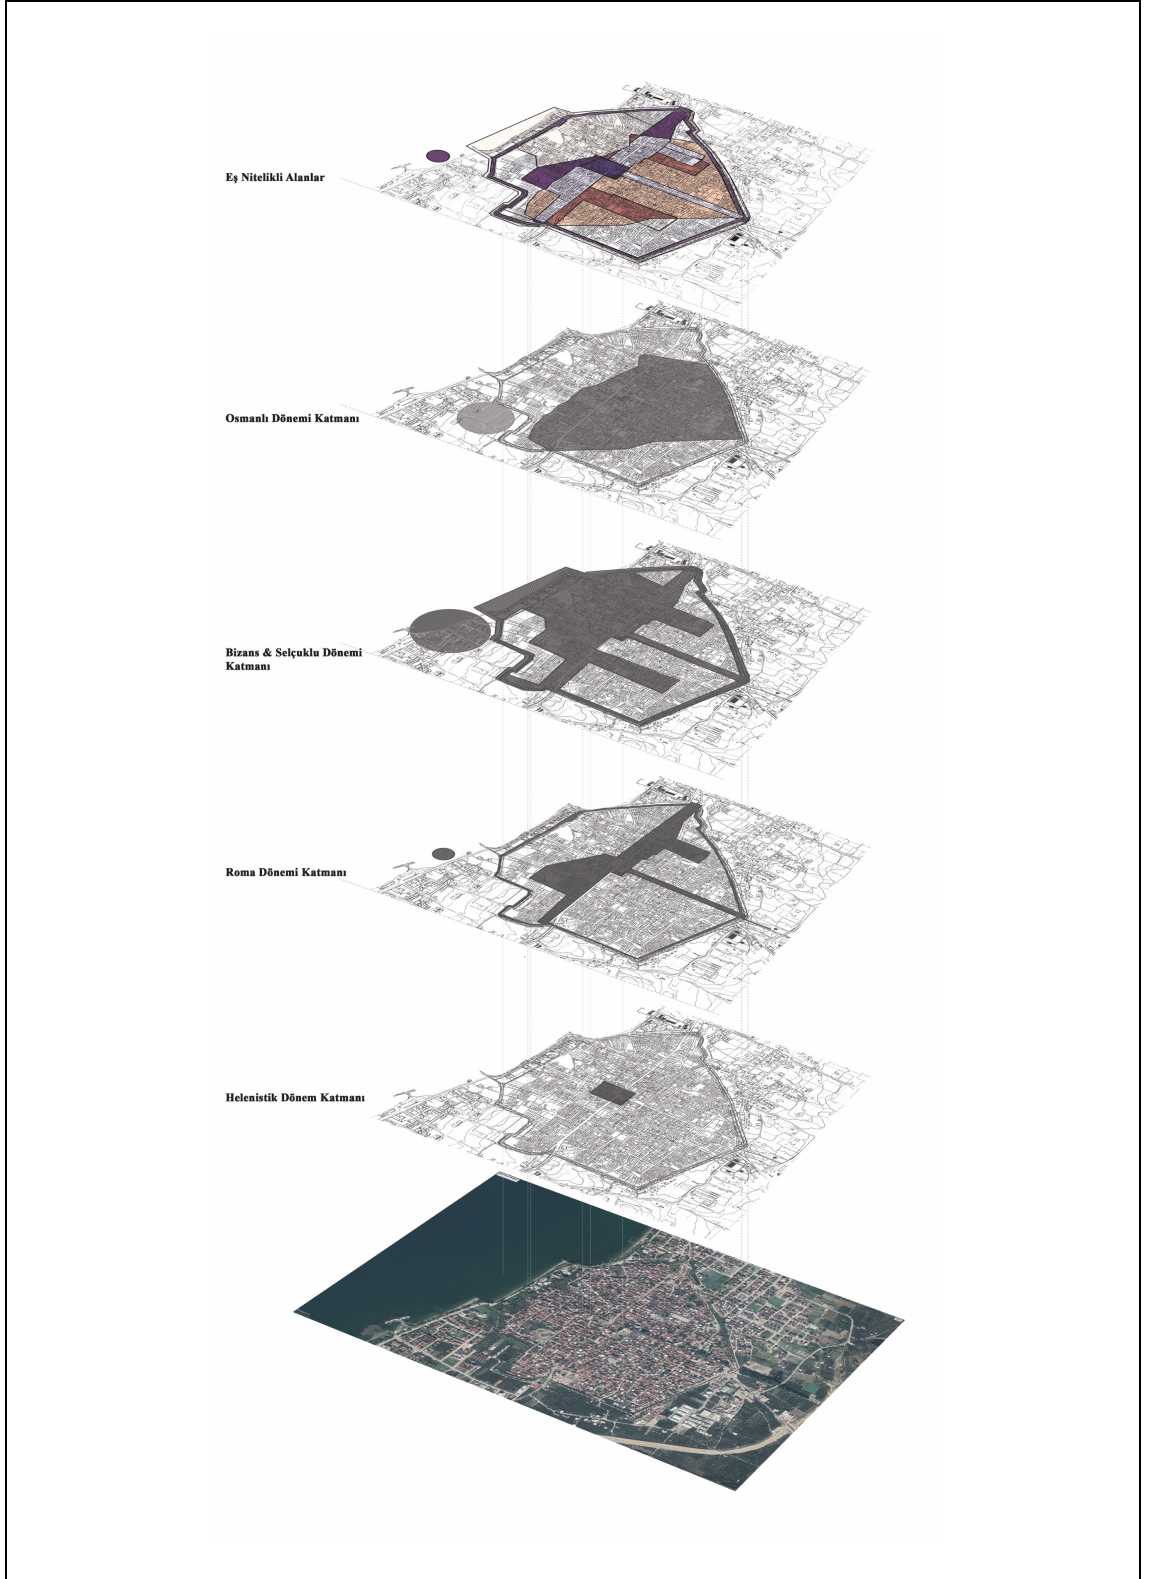 Eş Nitelikli Alanlar
Osmanlı Dönemi Katmanı
Bizans & Selçuklu Dönemi
Katmanı
Roma Dönemi Katmanı
Helenistik Dönem Katmanı